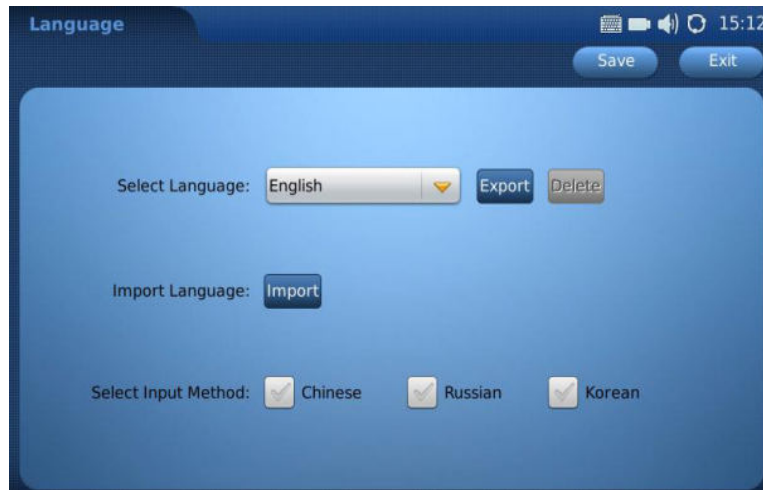 Language 15:12
Save Exit
Select Language: English Export Delete
Import Language: Import
Select Input Method: Chinese Russian Korean